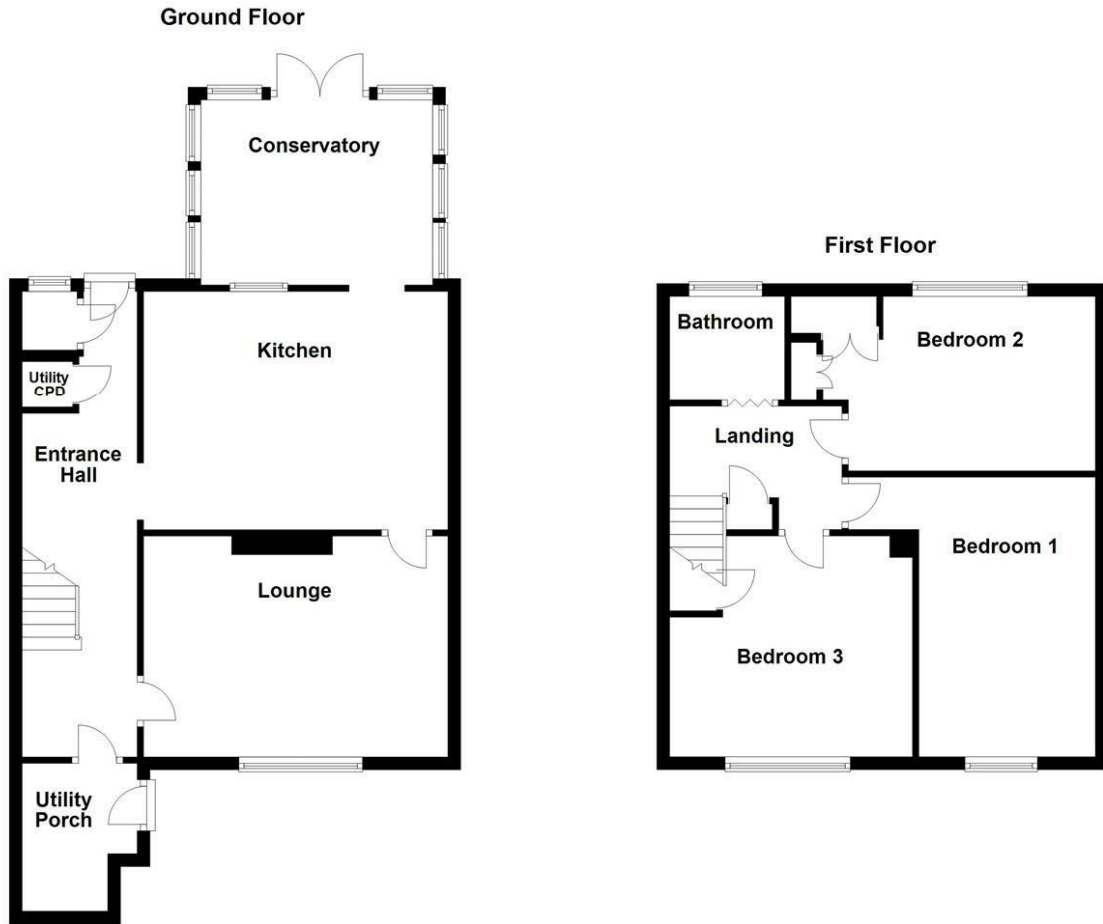 Ground Floor
Conservatory
Kitchen
Utility
CPD
Entrance
Hall
Lounge
Utility
Porch
First Floor
Bathroom
Bedroom 2
Landing
Bedroom 1
Bedroom 3